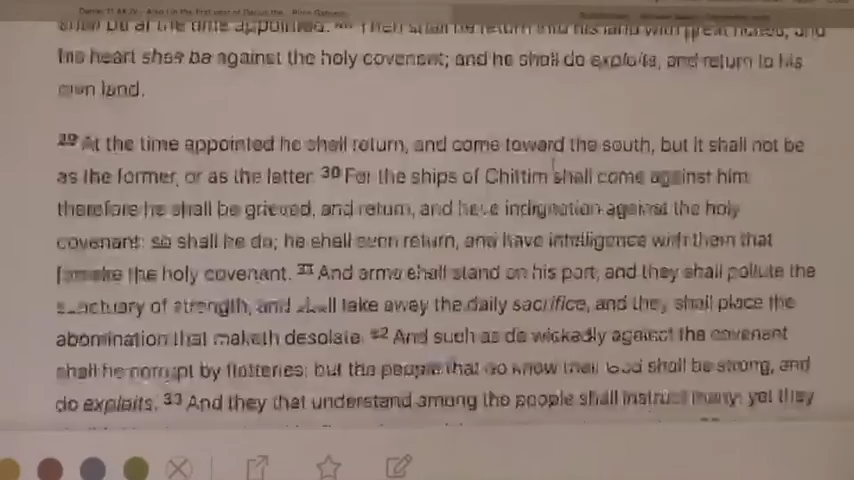 his heart shall be against the holy covenant; and he shall do exploits, and return to his
own land.
29 At the time appointed he shall return, and come toward the south, but it shall not be
as the former, or as the latter. 30 For the ships of Chittim shall come against him
therefore he shall be grieved, and return, and have indignation against the holy
covenant: so shall he do; he shall even return, and have intelligence with them that
forsake the holy covenant. 31 And arms shall stand on his part, and they shall pollute the
sanctuary of strength, and shall take away the daily sacrifice, and they shall place the
abomination that maketh desolate. 32 And such as do wickedly against the covenant
shall he corrupt by flatteries: but the people that do know their God shall be strong, and
do exploits. 33 And they that understand among the people shall instruct many: yet they